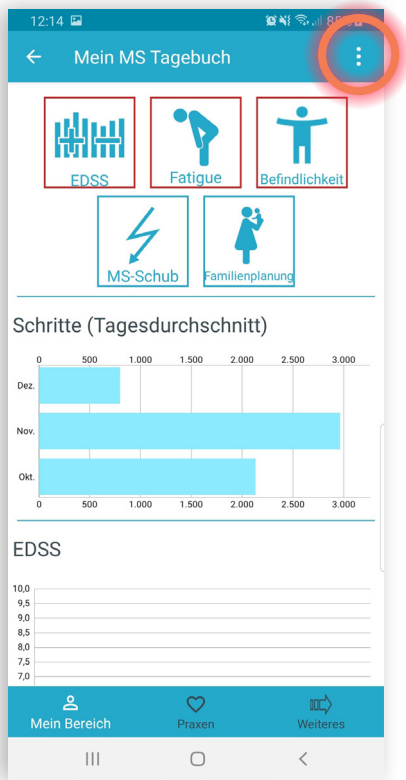 12:14 85%
Mein MS Tagebuch
EDSS Fatigue Befindlichkeit
MS-Schub Familienplanung
Schritte (Tagesdurchschnitt)
0 500 1.000 1.500 2.000 2.500 3.000
Dez.
Nov.
Okt.
0 500 1.000 1.500 2.000 2.500 3.000
EDSS
10,0
9,5
9,0
8,5
8,0
7,5
7,0
Mein Bereich Praxen Weiteres